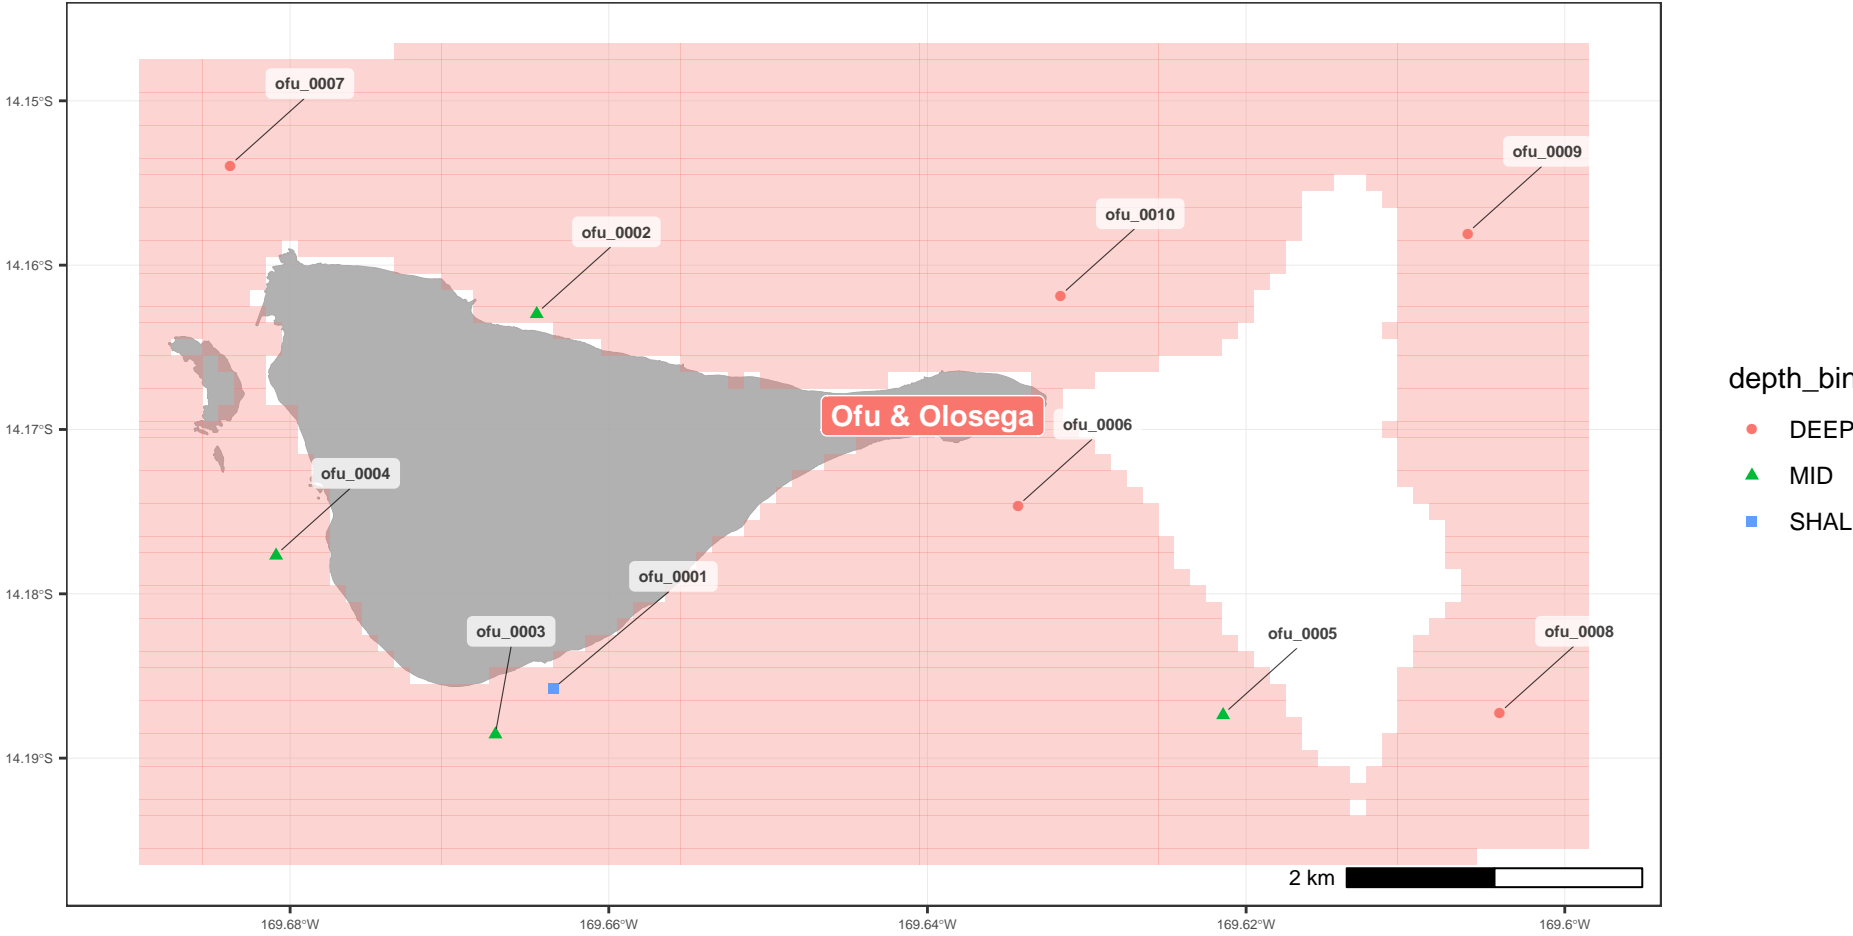 ofu_0007
14.15°S
ofu_0009
ofu_0010
ofu_0002
14.16°S
depth_bin
Ofu & Olosega
ofu_0006
14.17°S
DEEP
ofu_0004
MID
SHAL
ofu_0001
14.18°S
ofu_0003
ofu_0005
ofu_0008
14.19°S
2 km
169.68°W
169.66°W
169.64°W
169.62°W
169.6°W